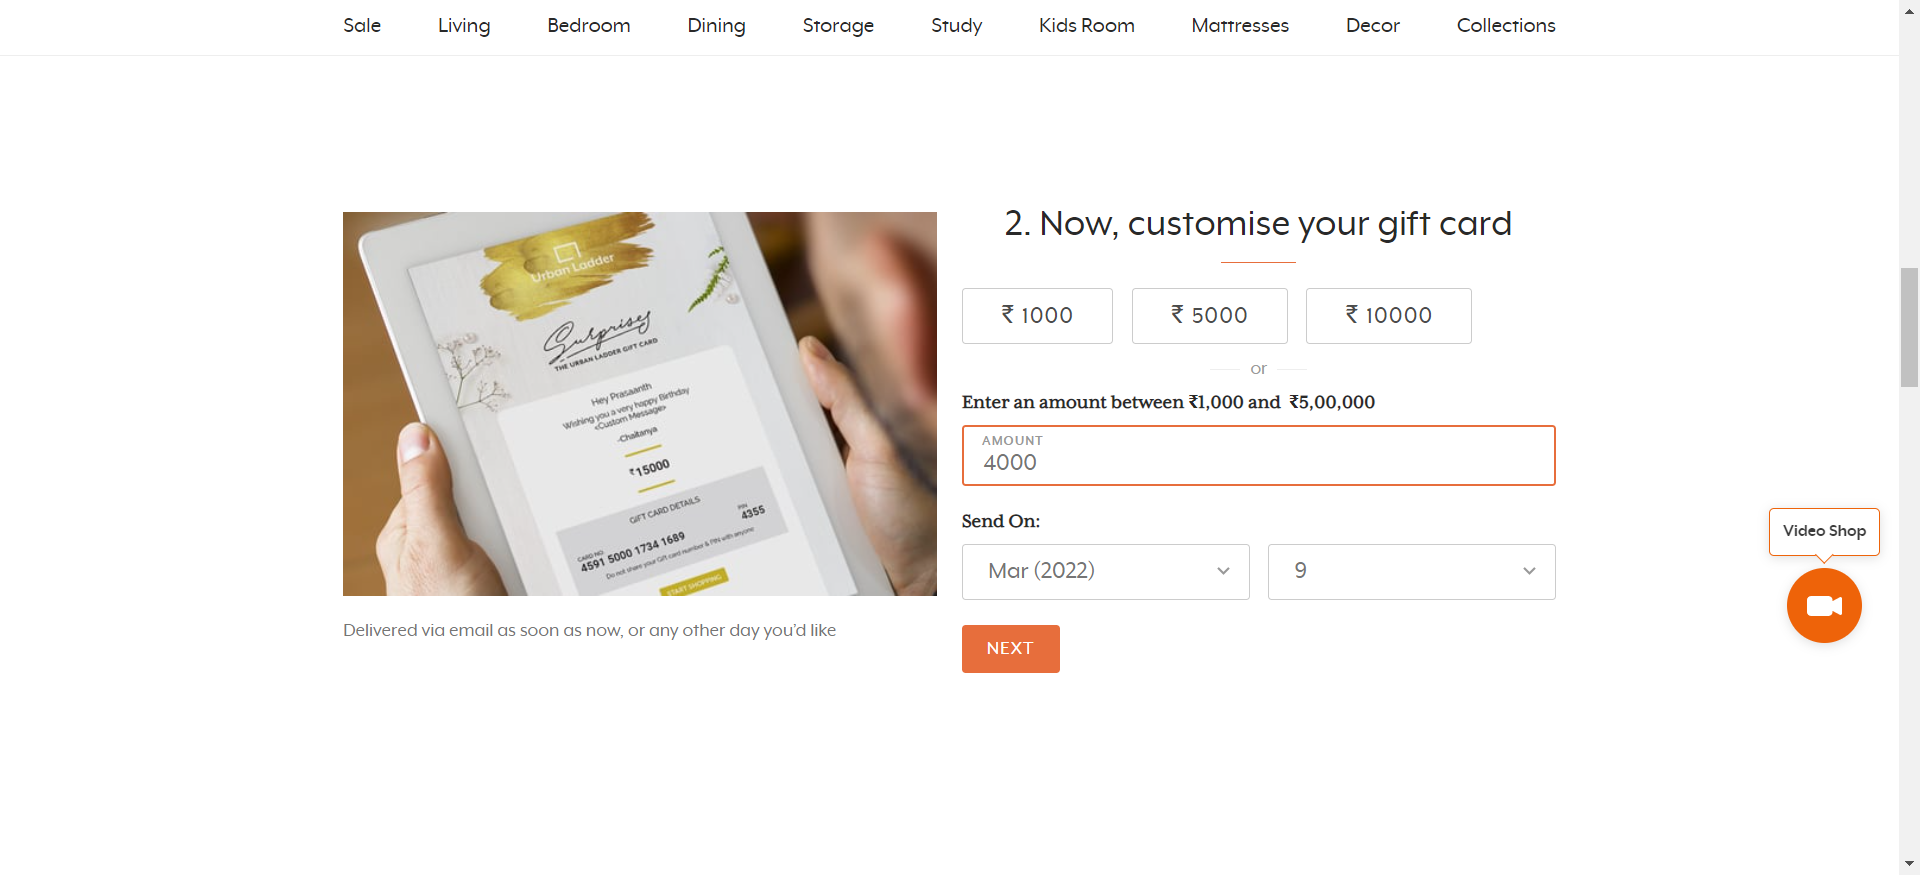 Sale Living Bedroom Dining Storage Study Kids Room Mattresses Decor Collections
Urban Ladder
Surprises
THE URBAN LADDER GIFT CARD
Hey Prasaanth
Wishing you a very happy Birthday
<Custom Message>
-Chaitanya
₹15000
GIFT CARD DETAILS
CARD NO.
4591 5000 1734 1689
PIN
4355
Do not share your Gift card number & PIN with anyone
START SHOPPING
Delivered via email as soon as now, or any other day you'd like
2. Now, customise your gift card
₹ 1000 ₹ 5000 ₹ 10000
or
Enter an amount between ₹1,000 and ₹5,00,000
AMOUNT
4000
Send On:
Mar (2022) 9
NEXT
Video Shop